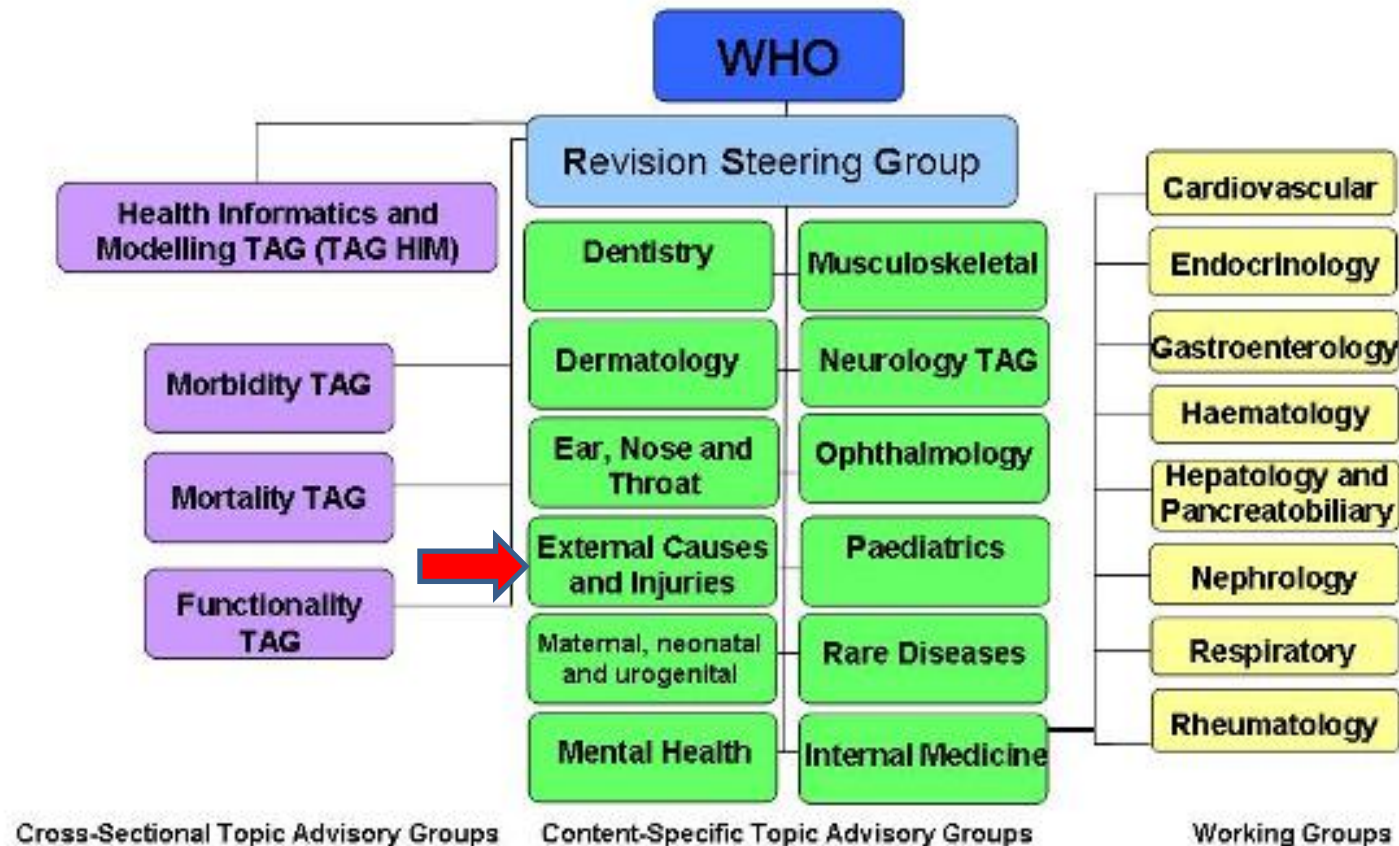 WHO
Revision Steering Group
Health Informatics and
Modelling TAG (TAG HIM)
Morbidity TAG
Mortality TAG
Functionality
TAG
Dentistry
Musculoskeletal
Dermatology
Neurology TAG
Ear, Nose and
Throat
Ophthalmology
External Causes
and Injuries
Paediatrics
Maternal, neonatal
and urogenital
Rare Diseases
Mental Health
Internal Medicine
Cardiovascular
Endocrinology
Gastroenterology
Haematology
Hepatology and
Pancreatobiliary
Nephrology
Respiratory
Rheumatology
Cross-Sectional Topic Advisory Groups
Content-Specific Topic Advisory Groups
Working Groups